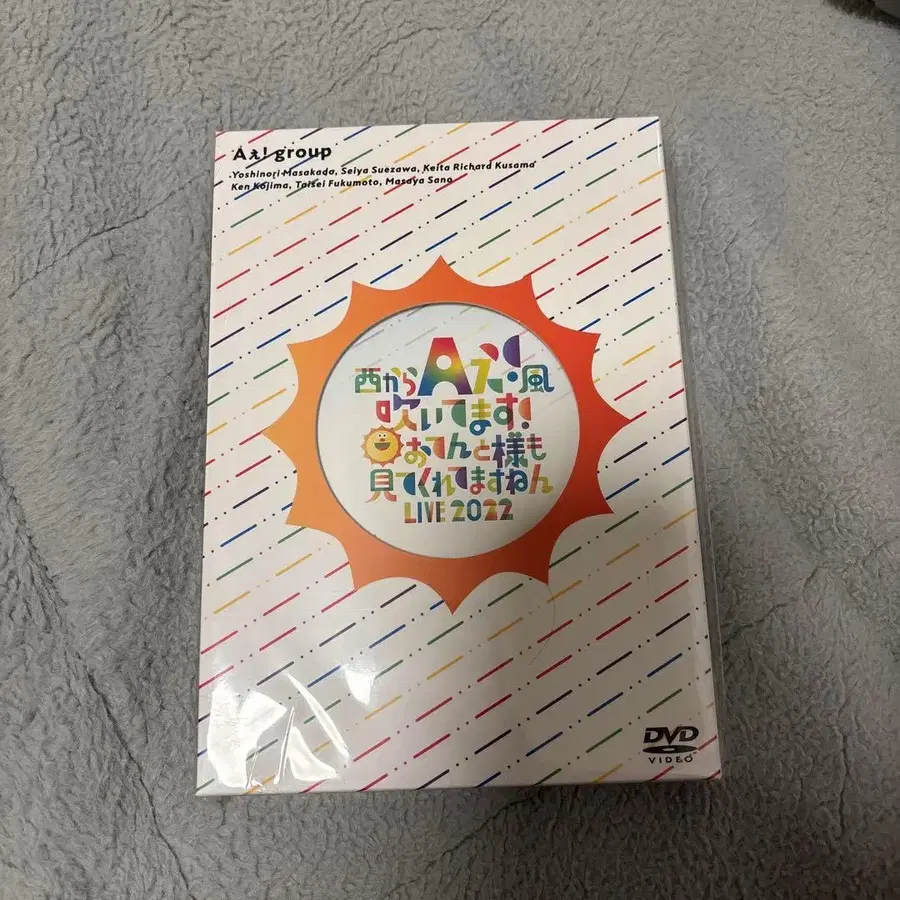 Aぇ! group
Yoshinori Masakado, Seiya Suezawa, Keita Richard Kusama
Ken Kojima, Taisei Fukumoto, Masaya Sano
西からAぇ!風
吹いてます!
おてんと様も
見てくれてますねん
LIVE 2022
DVD
VIDEO